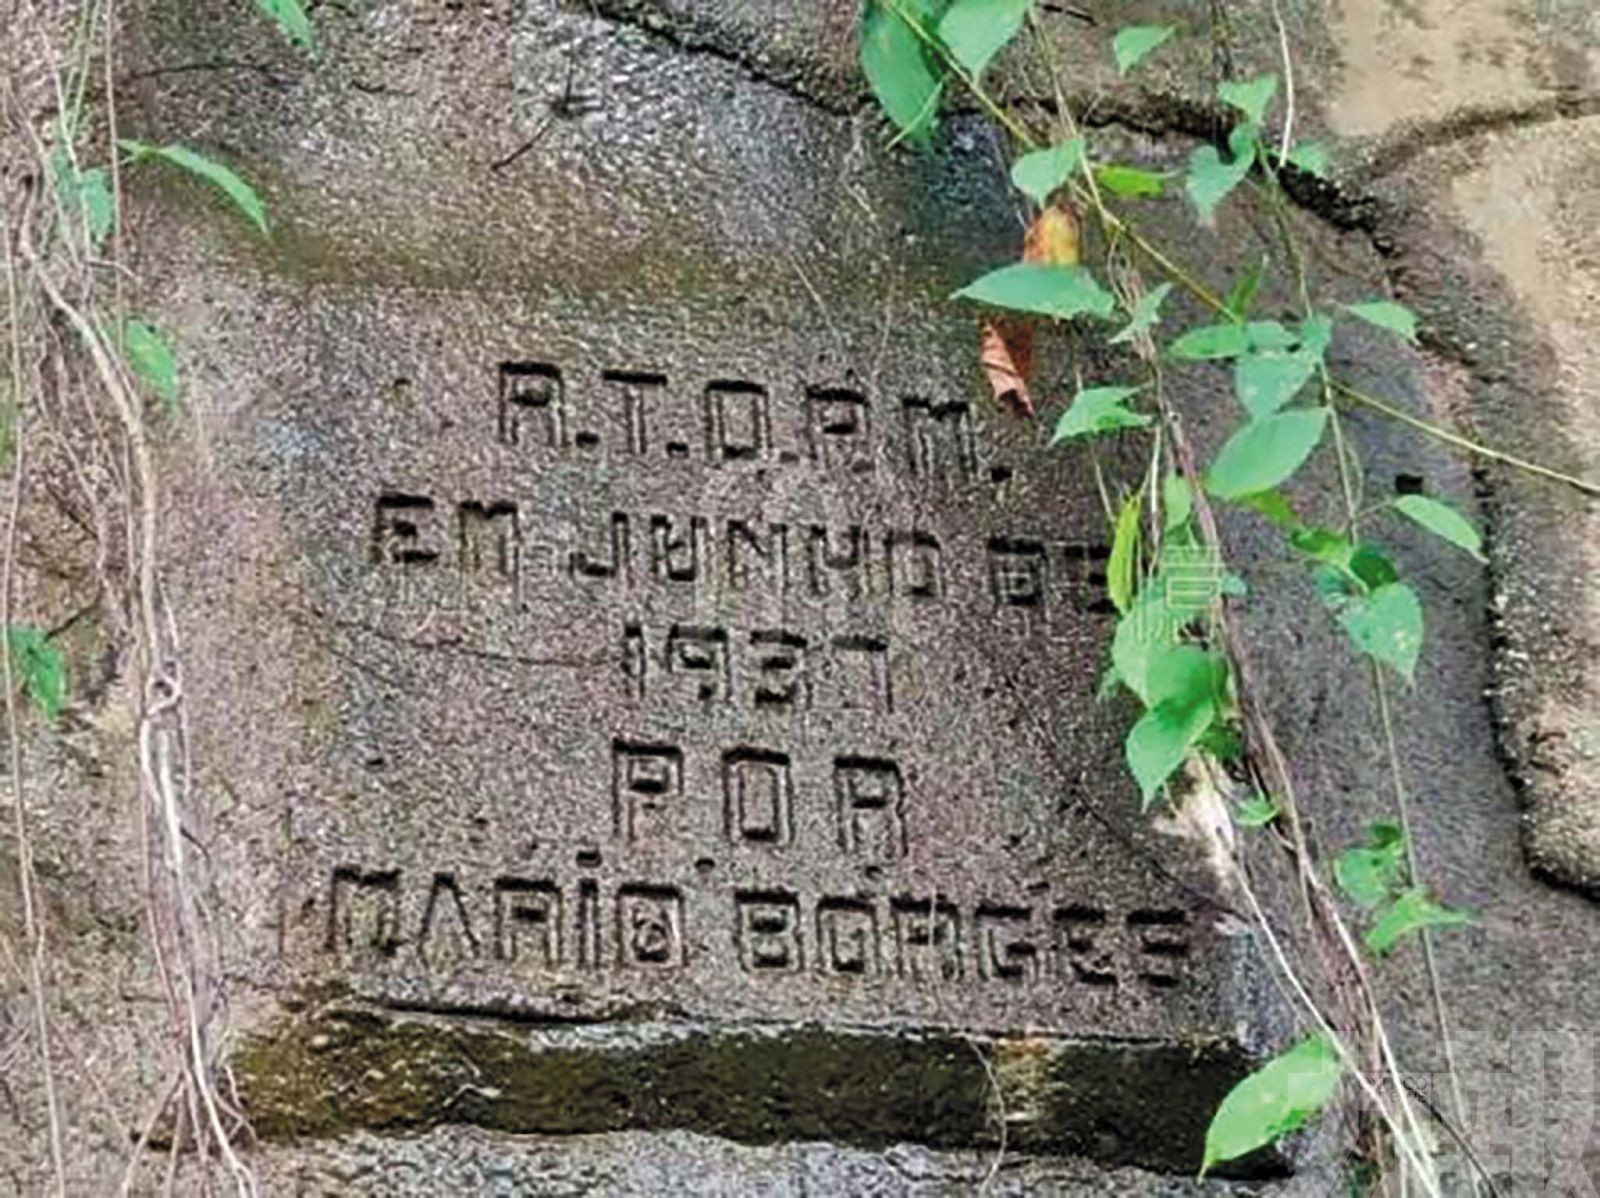 A.T.O.P.M.
EM JUNHO DE
1937
POR
MARIO BORGES